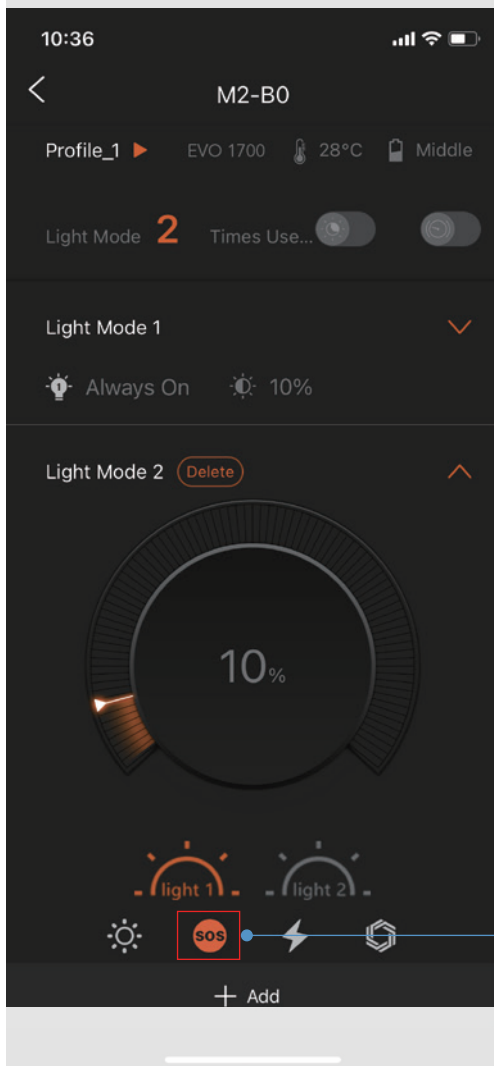 10:36
M2-B0
Profile_1 EVO 1700 28°C Middle
Light Mode 2 Times Use...
Light Mode 1
1 Always On 10%
Light Mode 2 Delete
10%
light 1 light 2
SOS
+ Add